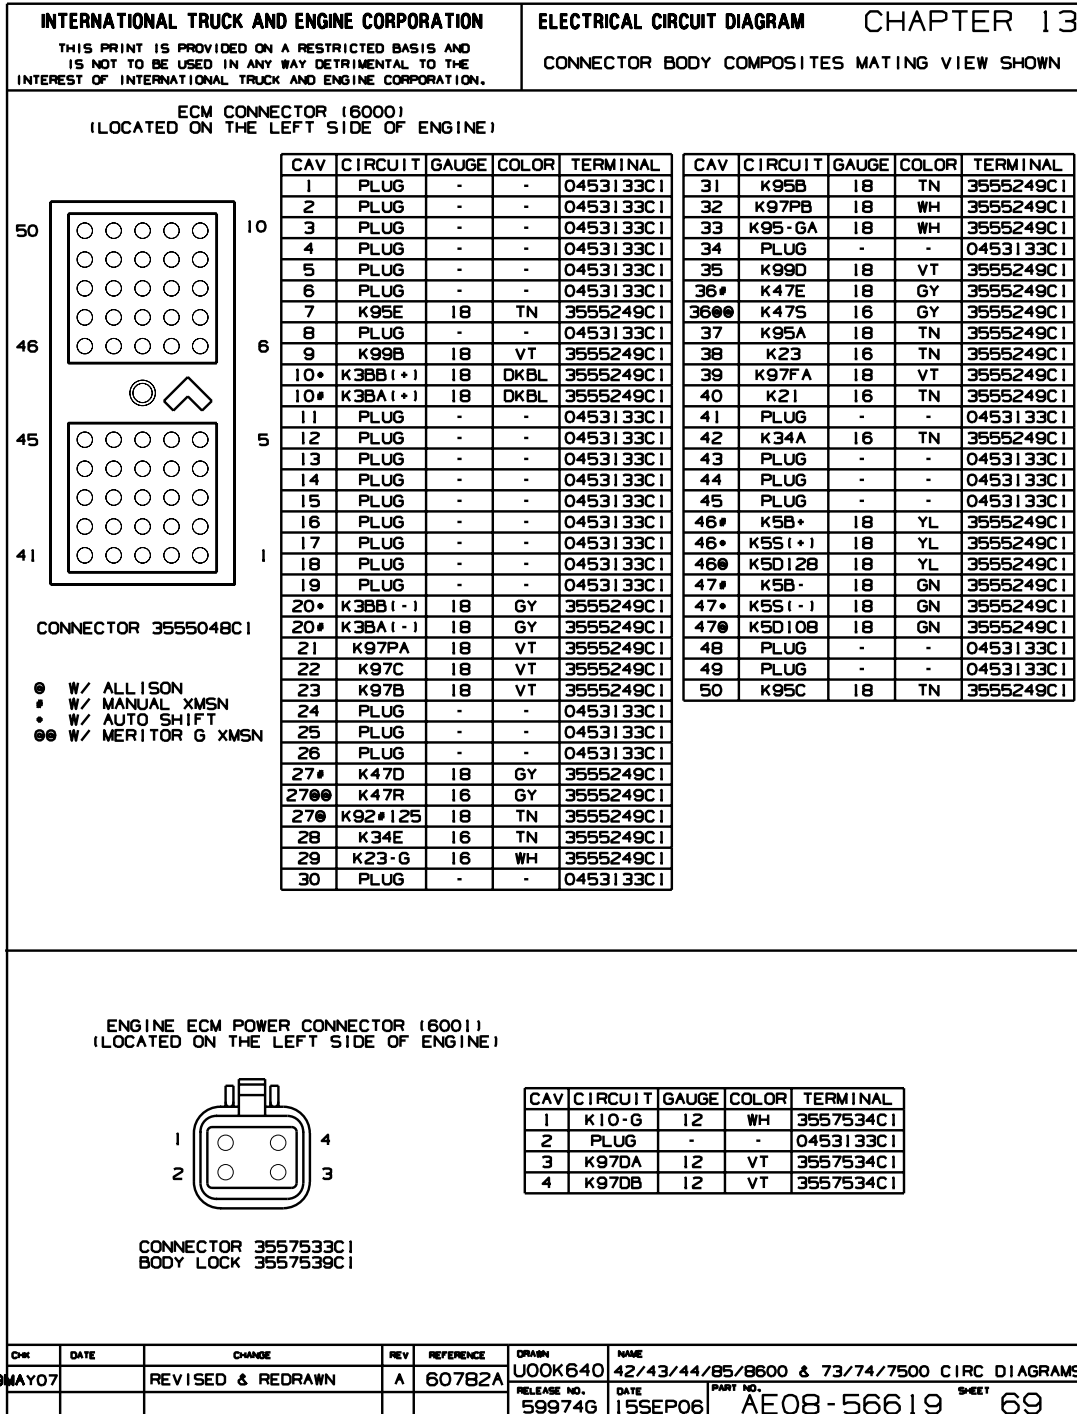 INTERNATIONAL TRUCK AND ENGINE CORPORATION
THIS PRINT IS PROVIDED ON A RESTRICTED BASIS AND
IS NOT TO BE USED IN ANY WAY DETRIMENTAL TO THE
INTEREST OF INTERNATIONAL TRUCK AND ENGINE CORPORATION.
ELECTRICAL CIRCUIT DIAGRAM CHAPTER 13
CONNECTOR BODY COMPOSITES MATING VIEW SHOWN
ECM CONNECTOR (6000)
(LOCATED ON THE LEFT SIDE OF ENGINE)
50 10
46 6
45 5
41 1
CONNECTOR 3555048C1
@ W/ ALLISON
# W/ MANUAL XMSN
* W/ AUTO SHIFT
@@ W/ MERITOR G XMSN
CAV CIRCUIT GAUGE COLOR TERMINAL
1 PLUG - - 0453133C1
2 PLUG - - 0453133C1
3 PLUG - - 0453133C1
4 PLUG - - 0453133C1
5 PLUG - - 0453133C1
6 PLUG - - 0453133C1
7 K95E 18 TN 3555249C1
8 PLUG - - 0453133C1
9 K99B 18 VT 3555249C1
10* K3BB(+) 18 DKBL 3555249C1
10# K3BA(+) 18 DKBL 3555249C1
11 PLUG - - 0453133C1
12 PLUG - - 0453133C1
13 PLUG - - 0453133C1
14 PLUG - - 0453133C1
15 PLUG - - 0453133C1
16 PLUG - - 0453133C1
17 PLUG - - 0453133C1
18 PLUG - - 0453133C1
19 PLUG - - 0453133C1
20* K3BB(-) 18 GY 3555249C1
20# K3BA(-) 18 GY 3555249C1
21 K97PA 18 VT 3555249C1
22 K97C 18 VT 3555249C1
23 K97B 18 VT 3555249C1
24 PLUG - - 0453133C1
25 PLUG - - 0453133C1
26 PLUG - - 0453133C1
27# K47D 18 GY 3555249C1
27@@ K47R 16 GY 3555249C1
27@ K92#125 18 TN 3555249C1
28 K34E 16 TN 3555249C1
29 K23-G 16 WH 3555249C1
30 PLUG - - 0453133C1
CAV CIRCUIT GAUGE COLOR TERMINAL
31 K95B 18 TN 3555249C1
32 K97PB 18 WH 3555249C1
33 K95-GA 18 WH 3555249C1
34 PLUG - - 0453133C1
35 K99D 18 VT 3555249C1
36# K47E 18 GY 3555249C1
36@@ K47S 16 GY 3555249C1
37 K95A 18 TN 3555249C1
38 K23 16 TN 3555249C1
39 K97FA 18 VT 3555249C1
40 K21 16 TN 3555249C1
41 PLUG - - 0453133C1
42 K34A 16 TN 3555249C1
43 PLUG - - 0453133C1
44 PLUG - - 0453133C1
45 PLUG - - 0453133C1
46# K5B+ 18 YL 3555249C1
46* K5S(+) 18 YL 3555249C1
46@ K5D128 18 YL 3555249C1
47# K5B- 18 GN 3555249C1
47* K5S(-) 18 GN 3555249C1
47@ K5D108 18 GN 3555249C1
48 PLUG - - 0453133C1
49 PLUG - - 0453133C1
50 K95C 18 TN 3555249C1
ENGINE ECM POWER CONNECTOR (6001)
(LOCATED ON THE LEFT SIDE OF ENGINE)
1 4
2 3
CONNECTOR 3557533C1
BODY LOCK 3557539C1
CAV CIRCUIT GAUGE COLOR TERMINAL
1 K10-G 12 WH 3557534C1
2 PLUG - - 0453133C1
3 K97DA 12 VT 3557534C1
4 K97DB 12 VT 3557534C1
CHK DATE CHANGE REV REFERENCE DRAWN NAME
MAY07 REVISED & REDRAWN A 60782A U00K640 42/43/44/85/8600 & 73/74/7500 CIRC DIAGRAMS
RELEASE NO. DATE PART NO. SHEET
59974G 15SEP06 AE08-56619 69